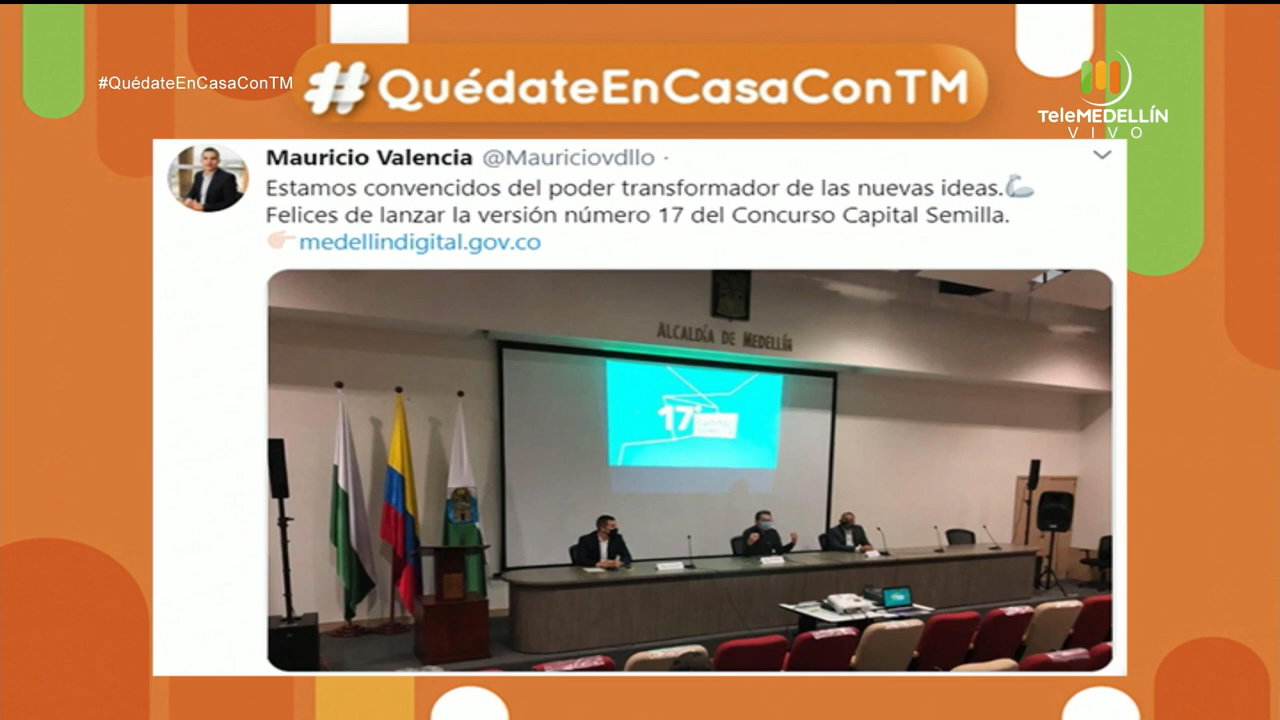 #QuédateEnCasaConTM
#QuédateEnCasaConTM
TeleMEDELLÍN
VIVO
Mauricio Valencia @Mauriciovdllo ·
Estamos convencidos del poder transformador de las nuevas ideas.💪🏻
Felices de lanzar la versión número 17 del Concurso Capital Semilla.
👉🏻medellindigital.gov.co
ALCALDÍA DE MEDELLÍN
17